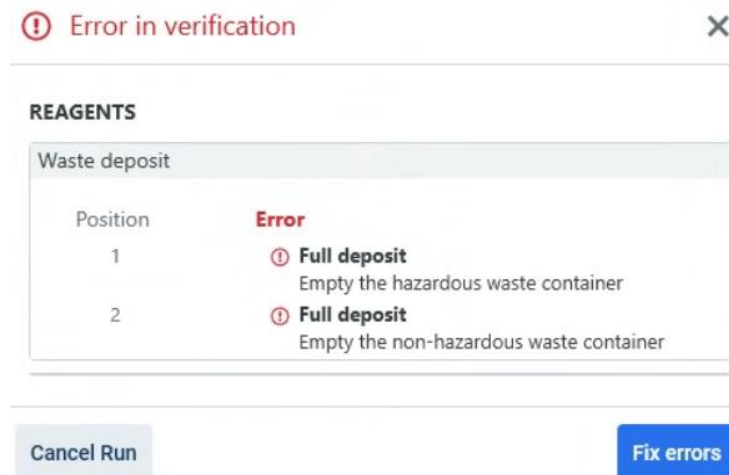 Error in verification
REAGENTS
Waste deposit
Position Error
1 Full deposit
Empty the hazardous waste container
2 Full deposit
Empty the non-hazardous waste container
Cancel Run Fix errors